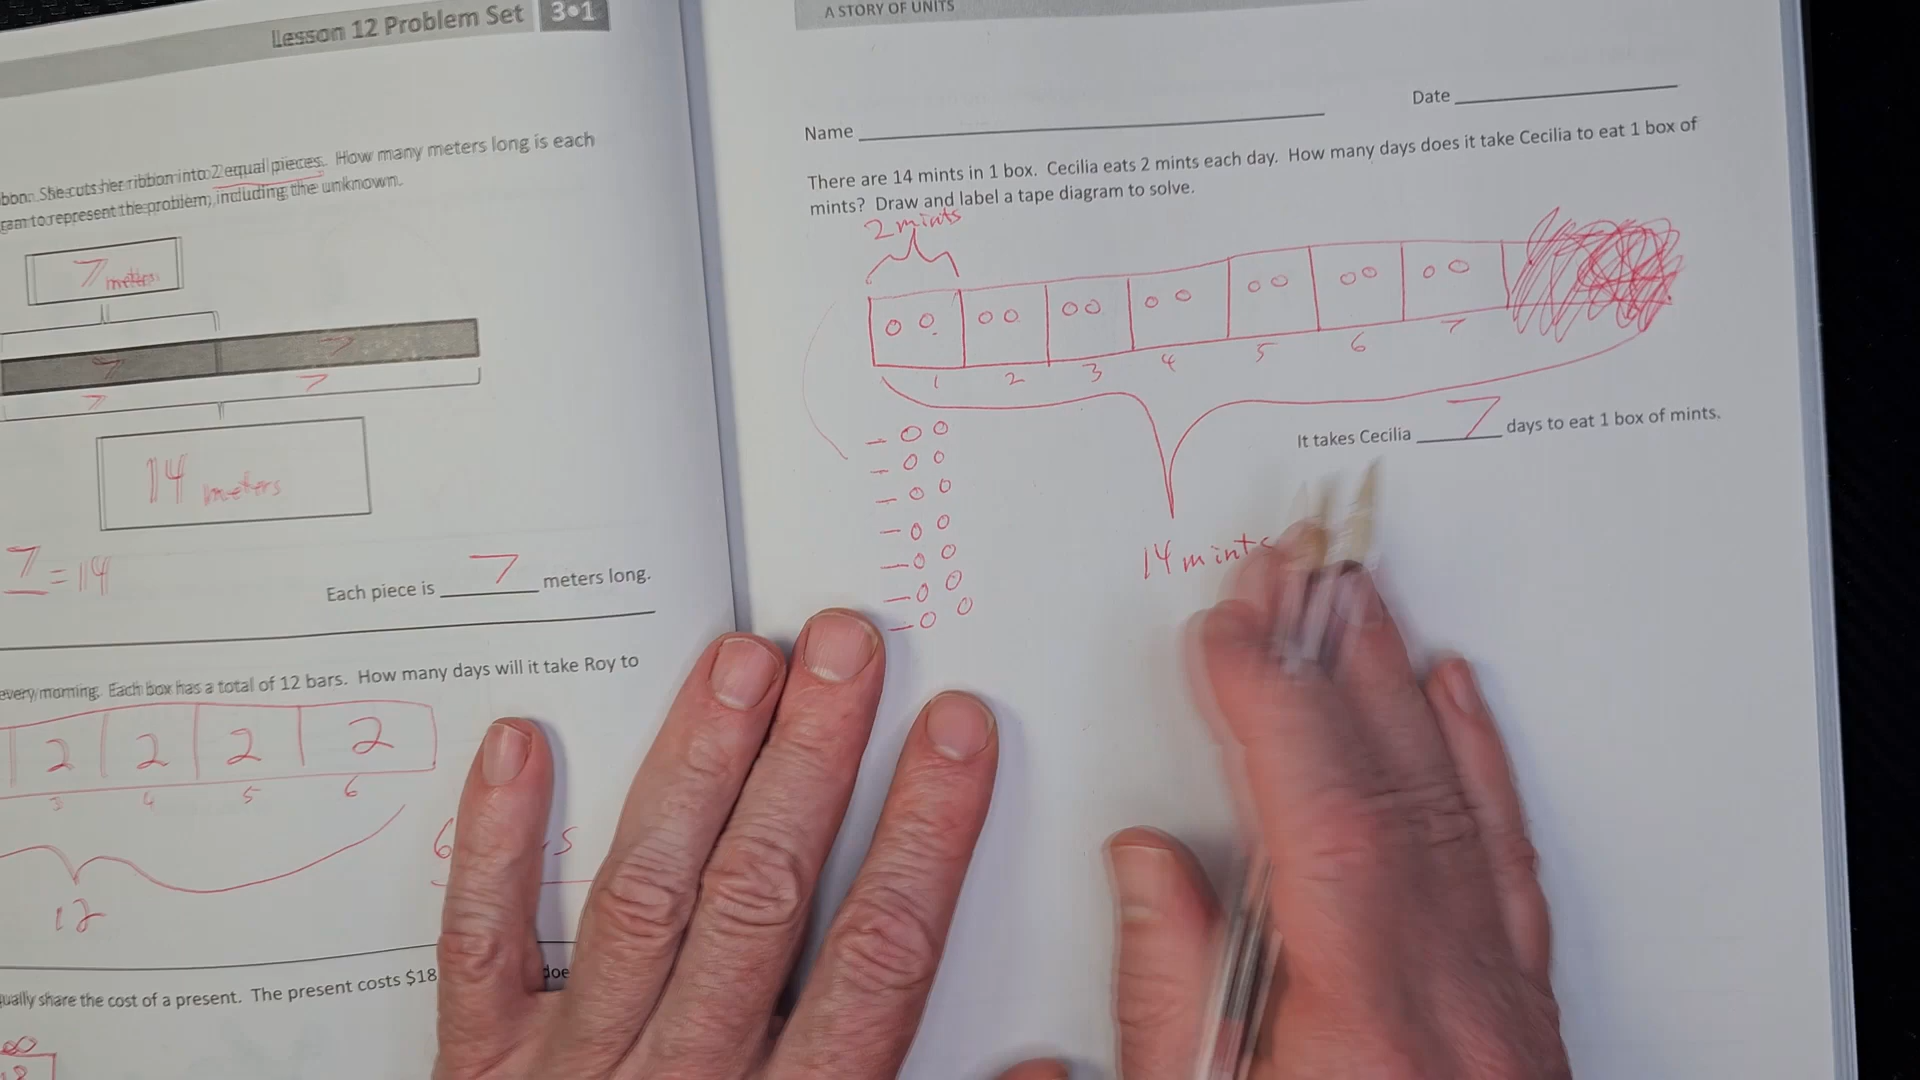 Lesson 12 Problem Set 3•1
bbon. She cuts her ribbon into 2 equal pieces. How many meters long is each
ram to represent the problem, including the unknown.
7 meters
7 7
7 7
14 meters
7 = 14
Each piece is 7 meters long.
every morning. Each box has a total of 12 bars. How many days will it take Roy to
2 2 2 2
3 4 5 6
6 s
12
qually share the cost of a present. The present costs $18 doe
A STORY OF UNITS
Name
Date
There are 14 mints in 1 box. Cecilia eats 2 mints each day. How many days does it take Cecilia to eat 1 box of
mints? Draw and label a tape diagram to solve.
2 mints
1 2 3 4 5 6 7
It takes Cecilia 7 days to eat 1 box of mints.
14 mints